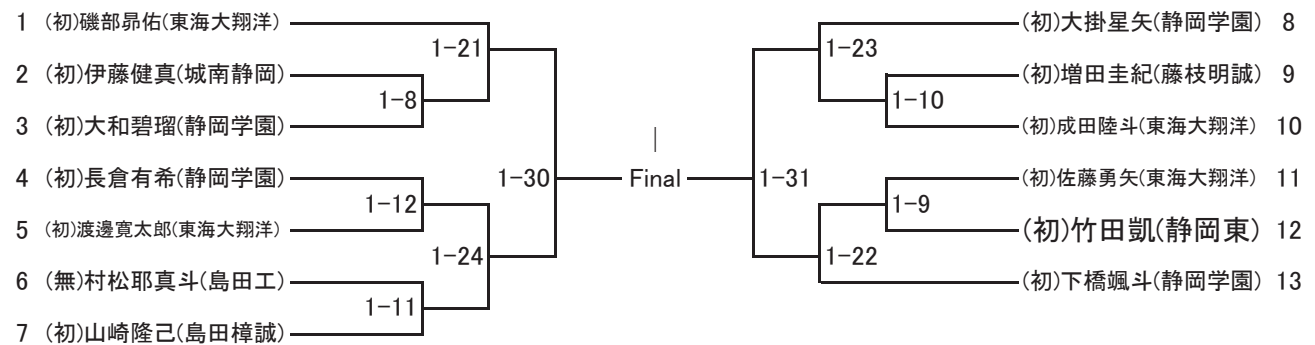 1 (初)磯部昴佑(東海大翔洋)
2 (初)伊藤健真(城南静岡)
3 (初)大和碧瑠(静岡学園)
4 (初)長倉有希(静岡学園)
5 (初)渡邊寛太郎(東海大翔洋)
6 (無)村松耶真斗(島田工)
7 (初)山崎隆己(島田樟誠)
1-21
1-8
1-12
1-24
1-11
1-30
Final
1-31
1-23
1-10
1-9
1-22
(初)大掛星矢(静岡学園) 8
(初)増田圭紀(藤枝明誠) 9
(初)成田陸斗(東海大翔洋) 10
(初)佐藤勇矢(東海大翔洋) 11
(初)竹田凱(静岡東) 12
(初)下橋颯斗(静岡学園) 13